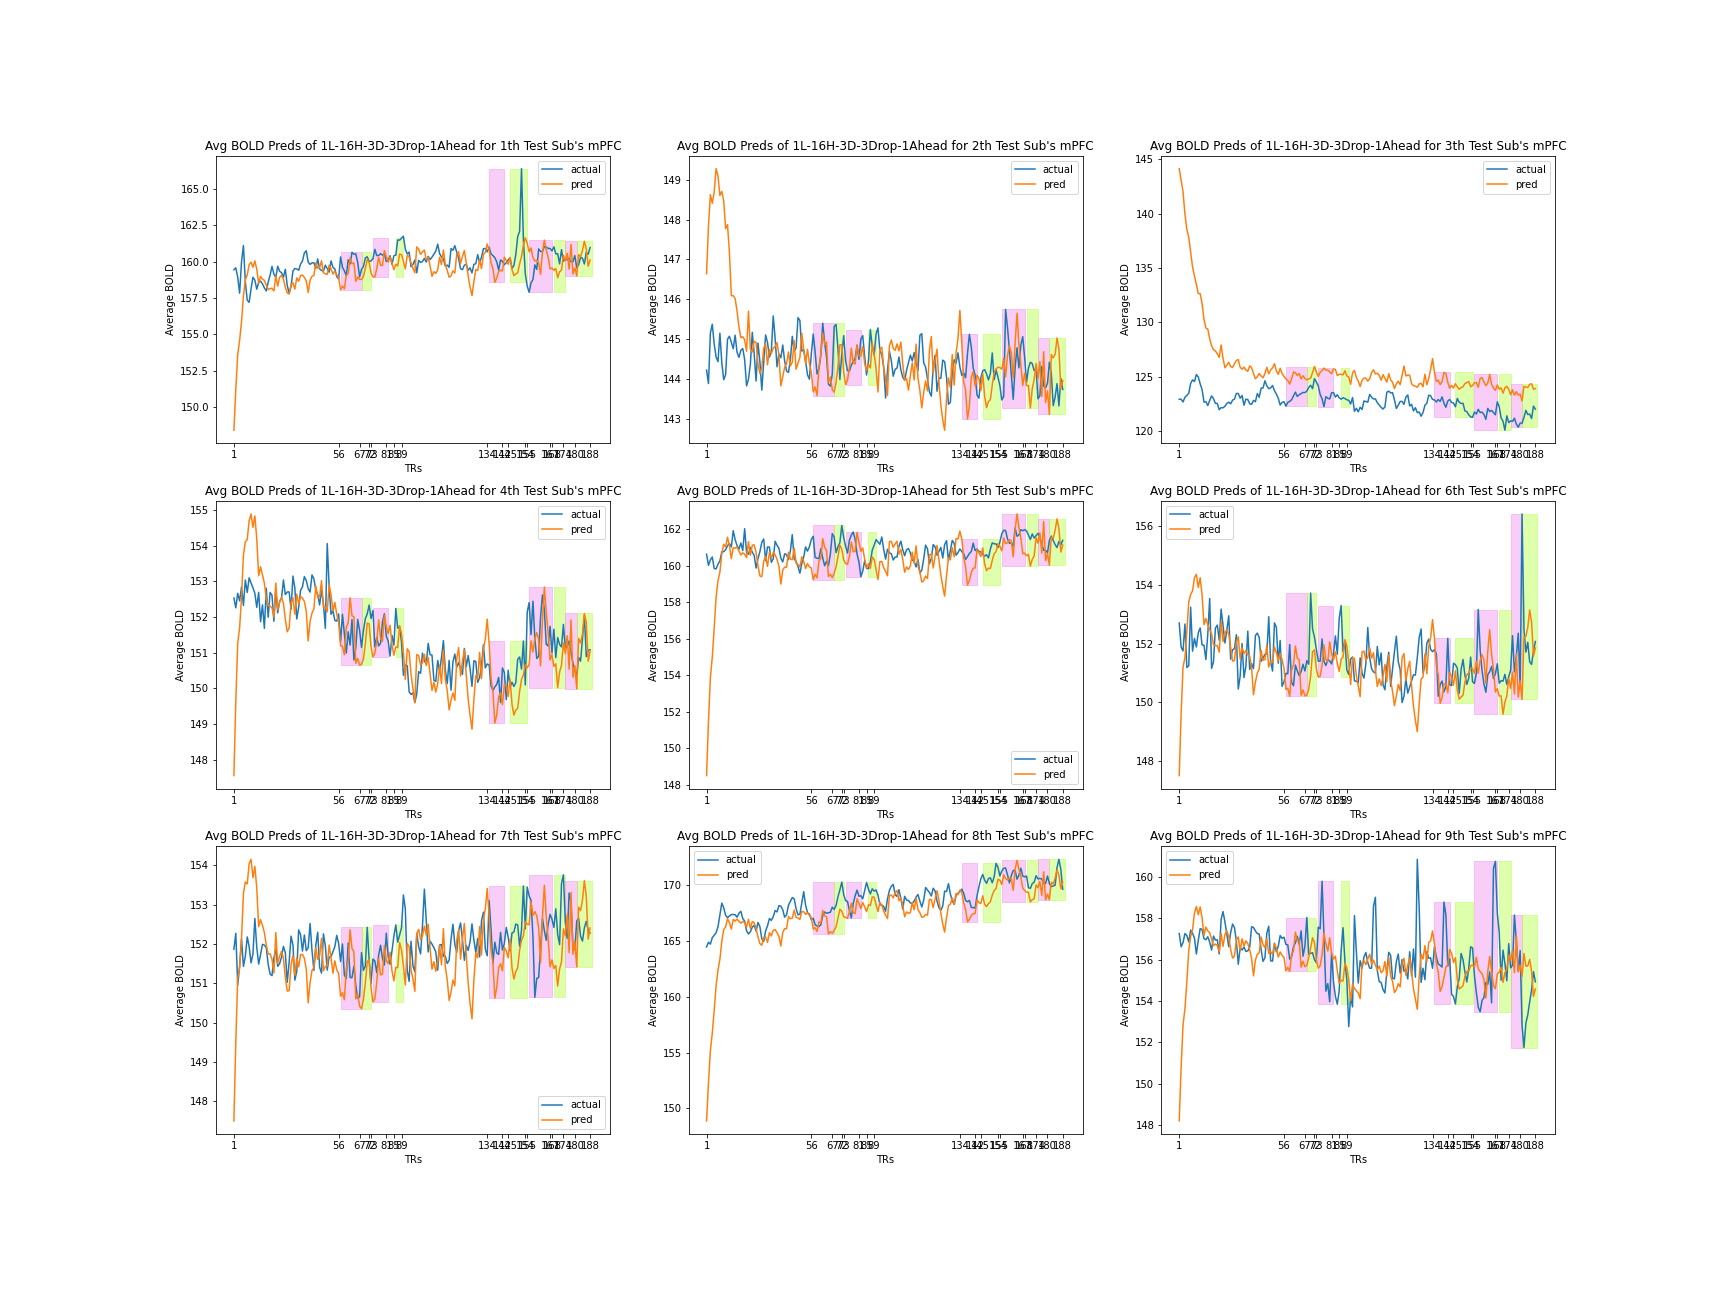 Avg BOLD Preds of 1L-16H-3D-3Drop-1Ahead for 1th Test Sub's mPFC
Avg BOLD Preds of 1L-16H-3D-3Drop-1Ahead for 2th Test Sub's mPFC
Avg BOLD Preds of 1L-16H-3D-3Drop-1Ahead for 3th Test Sub's mPFC
actual
pred
165.0
162.5
160.0
157.5
155.0
152.5
150.0
Average BOLD
1
56
134
188
TRs
actual
pred
149
148
147
146
145
144
143
Average BOLD
1
56
134
188
TRs
actual
pred
145
140
135
130
125
120
Average BOLD
1
56
134
188
TRs
Avg BOLD Preds of 1L-16H-3D-3Drop-1Ahead for 4th Test Sub's mPFC
Avg BOLD Preds of 1L-16H-3D-3Drop-1Ahead for 5th Test Sub's mPFC
Avg BOLD Preds of 1L-16H-3D-3Drop-1Ahead for 6th Test Sub's mPFC
actual
pred
155
154
153
152
151
150
149
148
Average BOLD
1
56
134
188
TRs
actual
pred
162
160
158
156
154
152
150
148
Average BOLD
1
56
134
188
TRs
actual
pred
156
154
152
150
148
Average BOLD
1
56
134
188
TRs
Avg BOLD Preds of 1L-16H-3D-3Drop-1Ahead for 7th Test Sub's mPFC
Avg BOLD Preds of 1L-16H-3D-3Drop-1Ahead for 8th Test Sub's mPFC
Avg BOLD Preds of 1L-16H-3D-3Drop-1Ahead for 9th Test Sub's mPFC
actual
pred
154
153
152
151
150
149
148
Average BOLD
1
56
134
188
TRs
actual
pred
170
165
160
155
150
Average BOLD
1
56
134
188
TRs
actual
pred
160
158
156
154
152
150
148
Average BOLD
1
56
134
188
TRs